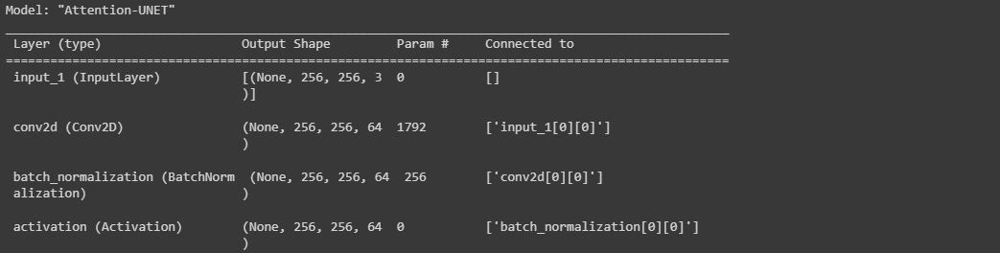 Model: "Attention-UNET"
__________________________________________________________________________________________________
 Layer (type)                   Output Shape         Param #     Connected to
==================================================================================================
 input_1 (InputLayer)           [(None, 256, 256, 3  0           []
                                )]
 conv2d (Conv2D)                (None, 256, 256, 64  1792        ['input_1[0][0]']
                                )
 batch_normalization (BatchNorm  (None, 256, 256, 64  256        ['conv2d[0][0]']
 alization)                     )
 activation (Activation)        (None, 256, 256, 64  0           ['batch_normalization[0][0]']
                                )